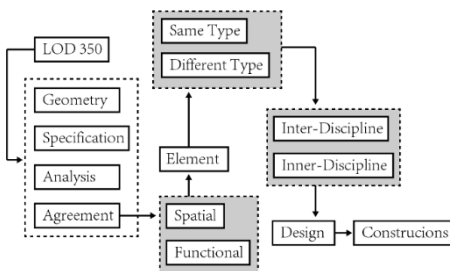 LOD 350
Geometry
Specification
Analysis
Agreement
Same Type
Different Type
Element
Spatial
Functional
Inter-Discipline
Inner-Discipline
Design
Construcions